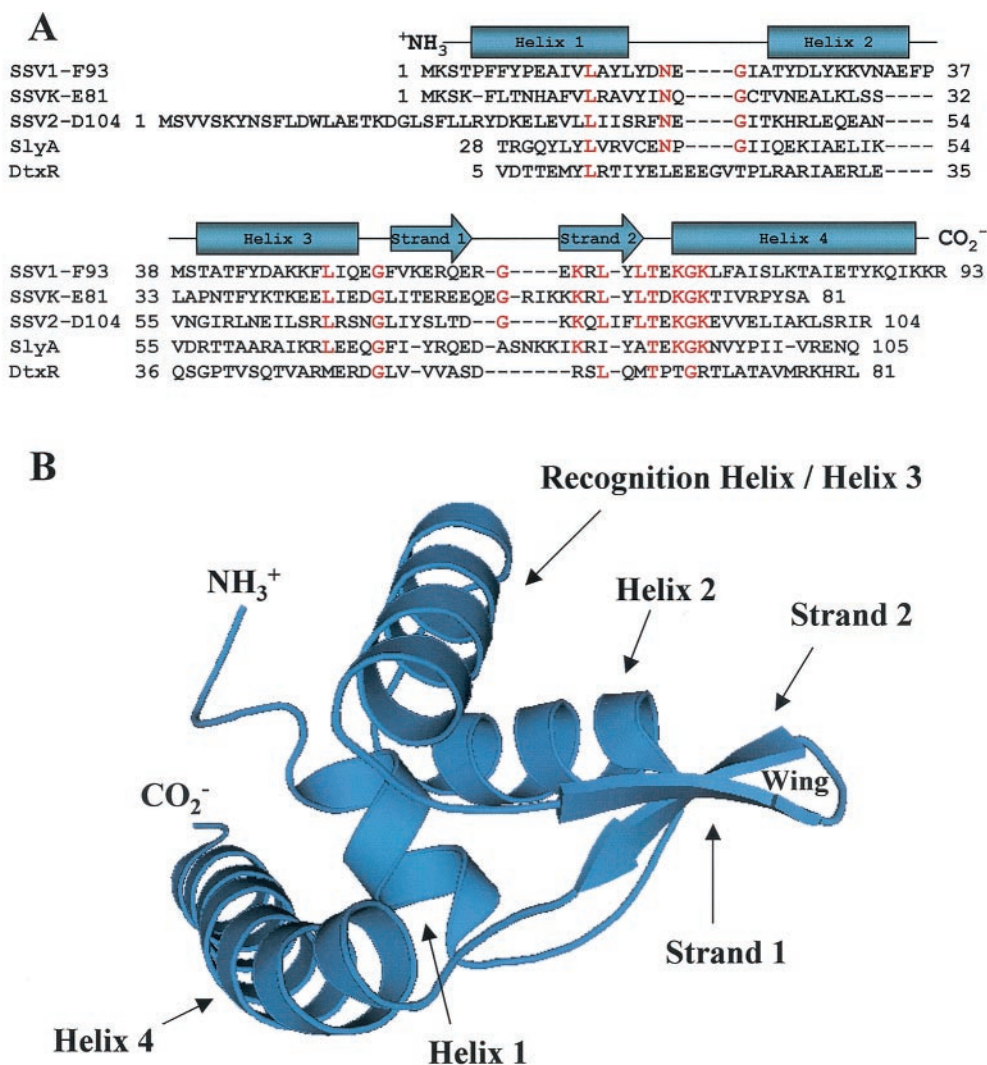 A
+NH3 Helix 1 Helix 2
SSV1-F93 1 MKSTPFFYPEAIVLAYLYDNE----GIATYDLYKKVNAEFP 37
SSVK-E81 1 MKSK-FLTNHAFVLRAVYINQ----GCTVNEALKLSS---- 32
SSV2-D104 1 MSVVSKYNSFLDWLAETKDGLSFLLRYDKELEVLLIISRFNE----GITKHRLEQEAN---- 54
SlyA 28 TRGQYLYLVRVCENP----GIIQEKIAELIK---- 54
DtxR 5 VDTTEMYLRTIYELEEEGVTPLRARIAERLE---- 35
Helix 3 Strand 1 Strand 2 Helix 4 CO2-
SSV1-F93 38 MSTATFYDAKKFLIQEGFVKERQER-G----EKRL-YLTEKGKLFAISLKTAIETYKQIKKR 93
SSVK-E81 33 LAPNTFYKTKEELIEDGLITEREEQEG-RIKKKRL-YLTDKGKTIVRPYSA 81
SSV2-D104 55 VNGIRLNEILSRLRSNGLIYSLTD--G----KKQLIFLTEKGKEVVELIAKLSRIR 104
SlyA 55 VDRTTAARAIKRLEEQGFI-YRQED-ASNKKIKRI-YATEKGKNVYPII-VRENQ 105
DtxR 36 QSGPTVSQTVARMERDGLV-VVASD-------RSL-QMTPTGRTLATAVMRKHRL 81
B
Recognition Helix / Helix 3
NH3+
Helix 2
Strand 2
CO2-
Wing
Strand 1
Helix 4
Helix 1